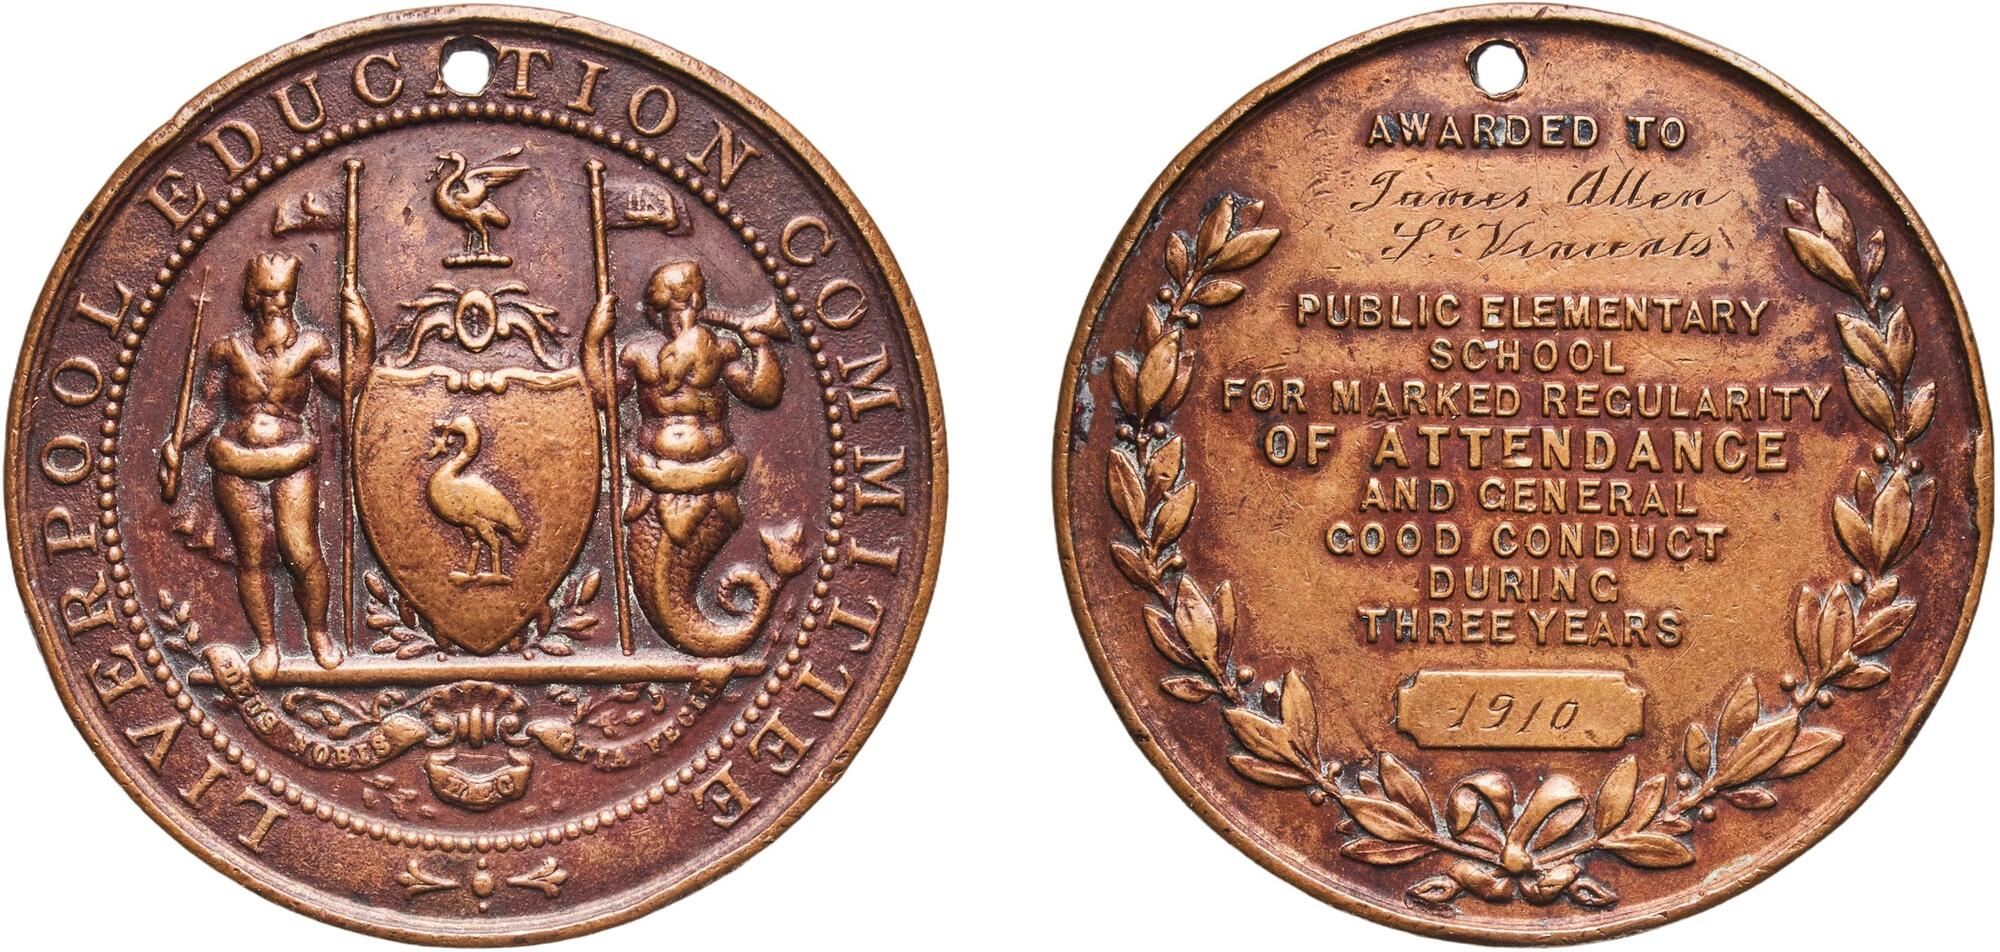 LIVERPOOL EDUCATION COMMITTEE
DEUS NOBIS
OTIA FECIT
AWARDED TO
James Allen
St Vincents
PUBLIC ELEMENTARY
SCHOOL
FOR MARKED REGULARITY
OF ATTENDANCE
AND GENERAL
GOOD CONDUCT
DURING
THREE YEARS
1910